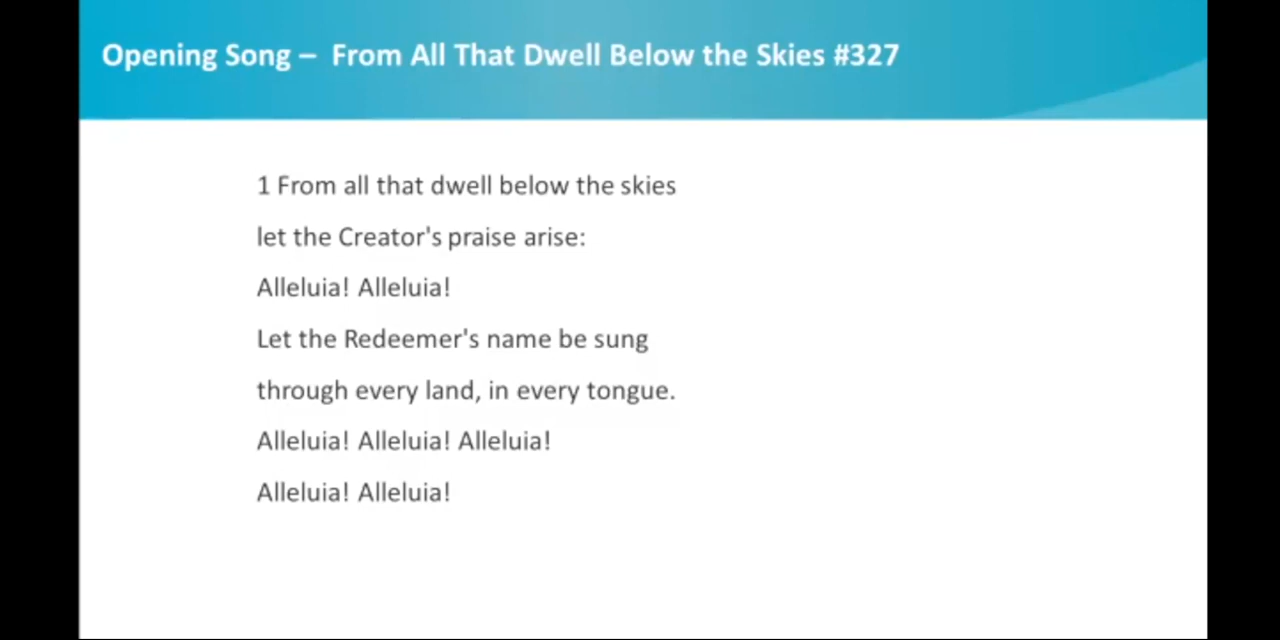 Opening Song – From All That Dwell Below the Skies #327
1 From all that dwell below the skies
let the Creator's praise arise:
Alleluia! Alleluia!
Let the Redeemer's name be sung
through every land, in every tongue.
Alleluia! Alleluia! Alleluia!
Alleluia! Alleluia!